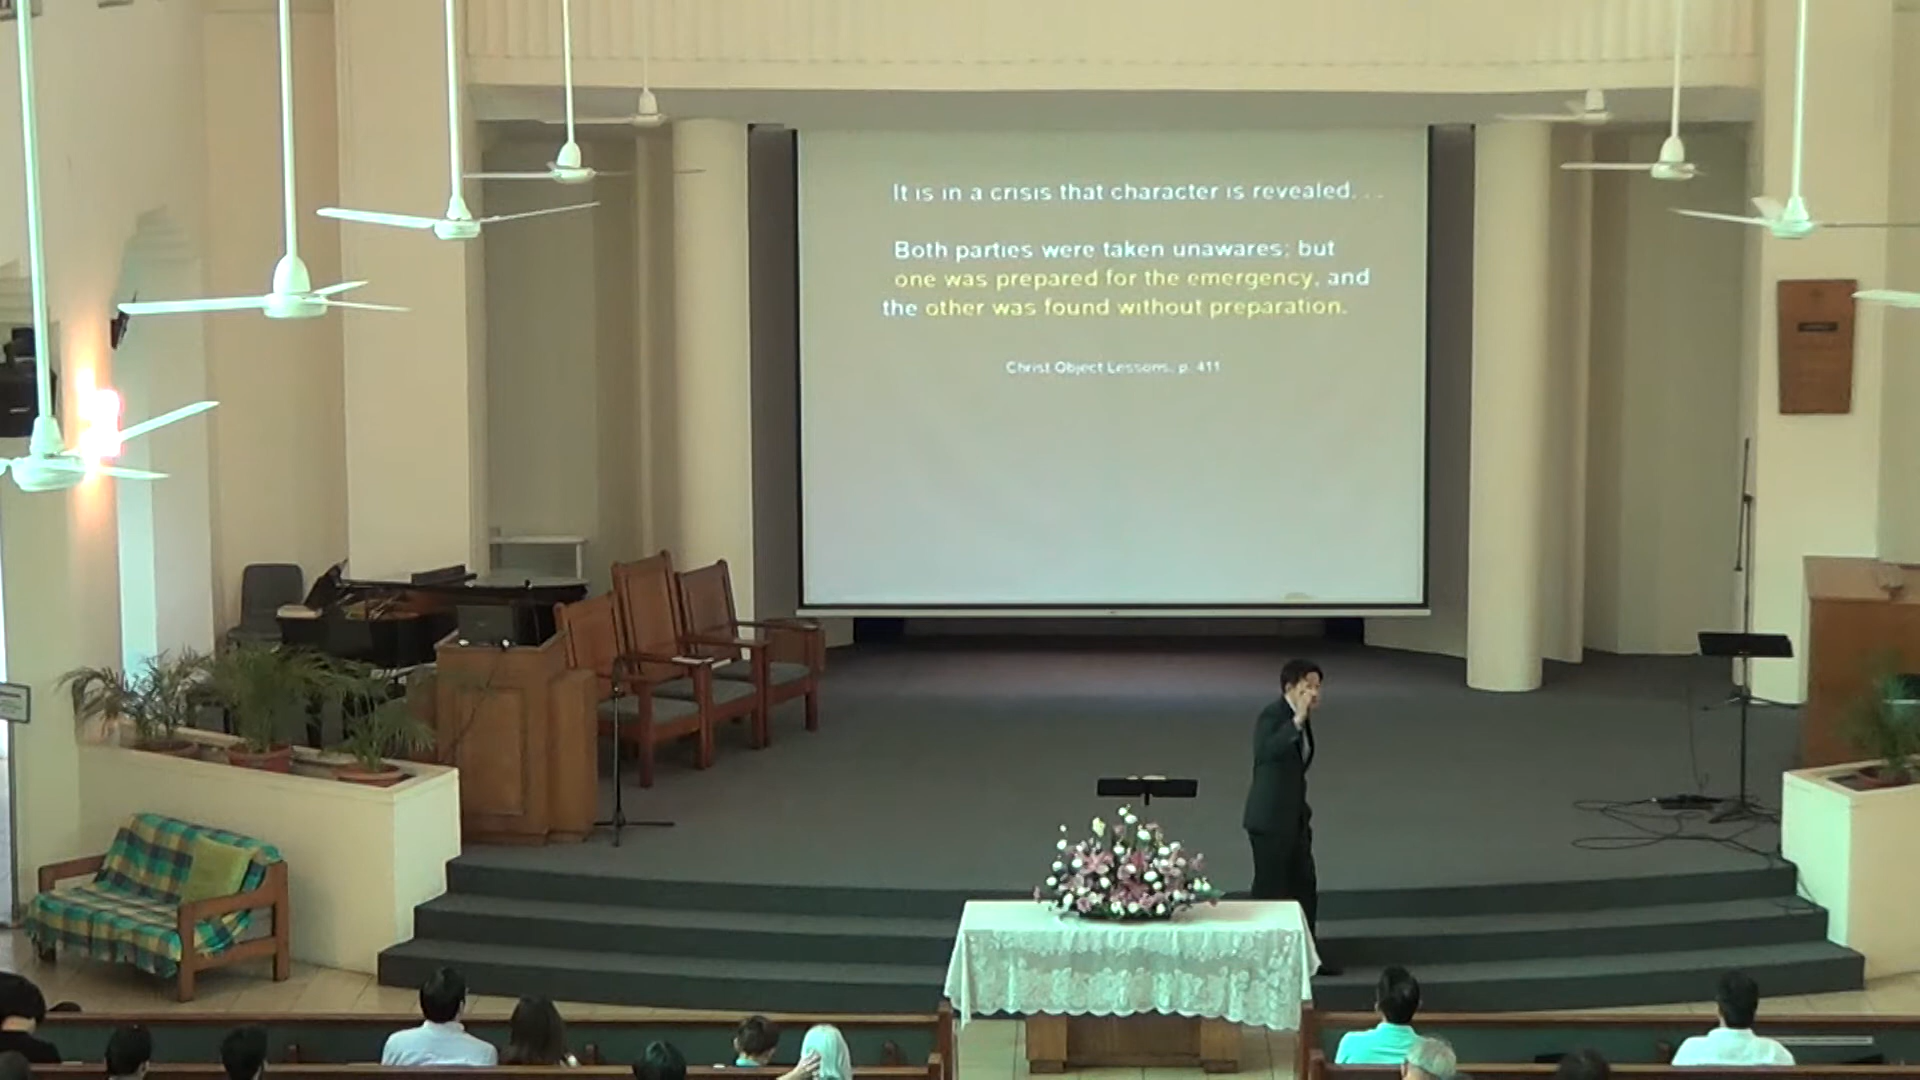 It is in a crisis that character is revealed. . .
Both parties were taken unawares; but
one was prepared for the emergency, and
the other was found without preparation.
Christ Object Lessons, p. 411